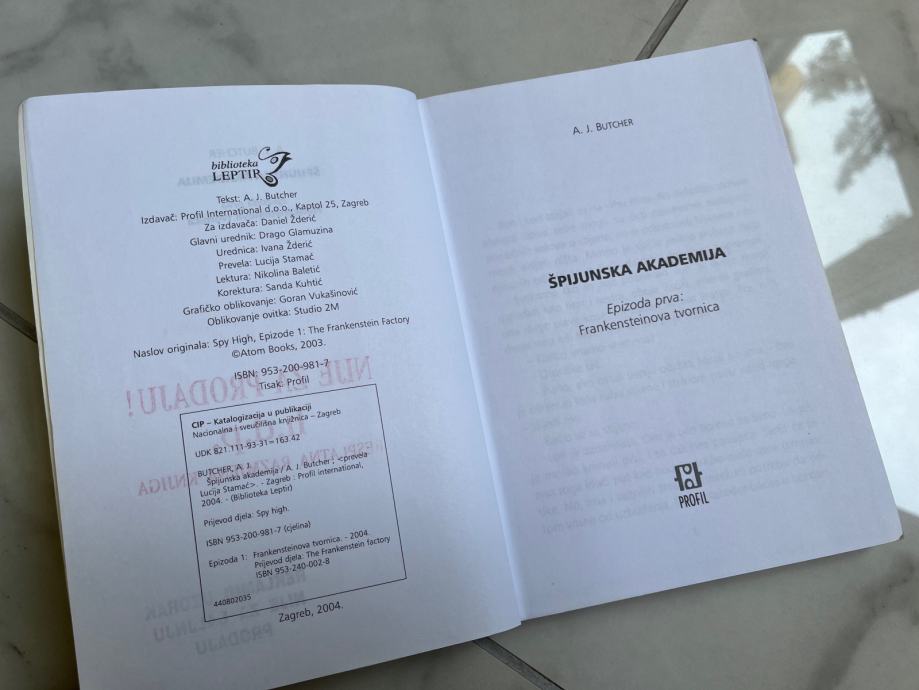 biblioteka
LEPTIR
Tekst: A. J. Butcher
Izdavač: Profil International d.o.o., Kaptol 25, Zagreb
Za izdavača: Daniel Žderić
Glavni urednik: Drago Glamuzina
Urednica: Ivana Žderić
Prevela: Lucija Stamać
Lektura: Nikolina Baletić
Korektura: Sanda Kuhtić
Grafičko oblikovanje: Goran Vukašinović
Oblikovanje ovitka: Studio 2M
Naslov originala: Spy High, Epizode 1: The Frankenstein Factory
©Atom Books, 2003.
ISBN: 953-200-981-7
Tisak: Profil
NIJE ZA PRODAJU!
CIP – Katalogizacija u publikaciji
Nacionalna i sveučilišna knjižnica – Zagreb
UDK 821.111-93-31=163.42
BUTCHER, A. J.
Špijunska akademija / A. J. Butcher ; <prevela
Lucija Stamać>. - Zagreb : Profil international,
2004. - (Biblioteka Leptir)
Prijevod djela: Spy high.
ISBN 953-200-981-7 (cjelina)
Epizoda 1: Frankensteinova tvornica. - 2004.
Prijevod djela: The Frankenstein factory
ISBN 953-240-002-8
440802035
Zagreb, 2004.
A. J. BUTCHER
ŠPIJUNSKA AKADEMIJA
Epizoda prva:
Frankensteinova tvornica
PROFIL